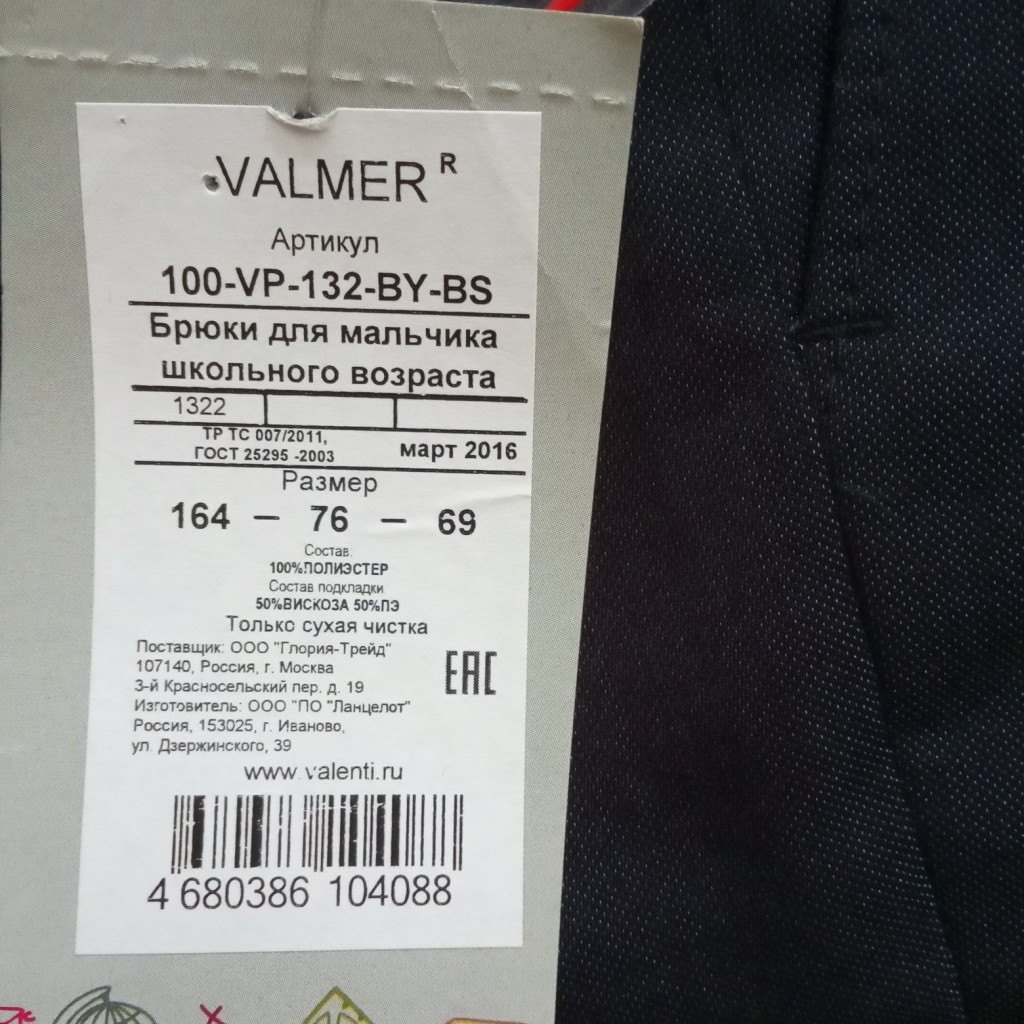 VALMER R
Артикул
100-VP-132-BY-BS
Брюки для мальчика
школьного возраста
1322
ТР ТС 007/2011,
ГОСТ 25295 -2003
март 2016
Размер
164 – 76 – 69
Состав:
100%ПОЛИЭСТЕР
Состав подкладки
50%ВИСКОЗА 50%ПЭ
Только сухая чистка
Поставщик: ООО "Глория-Трейд"
107140, Россия, г. Москва
3-й Красносельский пер. д. 19
Изготовитель: ООО "ПО "Ланцелот"
Россия, 153025, г. Иваново,
ул. Дзержинского, 39
EAC
www.valenti.ru
4 680386 104088